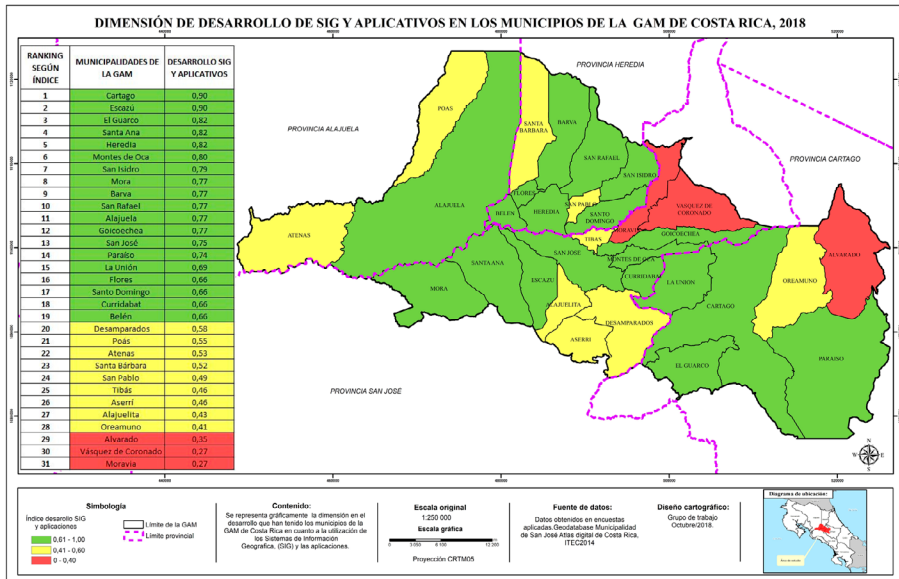 DIMENSIÓN DE DESARROLLO DE SIG Y APLICATIVOS EN LOS MUNICIPIOS DE LA GAM DE COSTA RICA, 2018
RANKING SEGÚN ÍNDICE MUNICIPALIDADES DE LA GAM DESARROLLO SIG Y APLICATIVOS
1 Cartago 0,90
2 Escazú 0,90
3 El Guarco 0,82
4 Santa Ana 0,82
5 Heredia 0,82
6 Montes de Oca 0,80
7 San Isidro 0,79
8 Mora 0,77
9 Barva 0,77
10 San Rafael 0,77
11 Alajuela 0,77
12 Goicoechea 0,77
13 San José 0,75
14 Paraíso 0,74
15 La Unión 0,69
16 Flores 0,66
17 Santo Domingo 0,66
18 Curridabat 0,66
19 Belén 0,66
20 Desamparados 0,58
21 Poás 0,55
22 Atenas 0,53
23 Santa Bárbara 0,52
24 San Pablo 0,49
25 Tibás 0,46
26 Aserrí 0,46
27 Alajuelita 0,43
28 Oreamuno 0,41
29 Alvarado 0,35
30 Vásquez de Coronado 0,27
31 Moravia 0,27
PROVINCIA HEREDIA
PROVINCIA ALAJUELA
PROVINCIA CARTAGO
PROVINCIA SAN JOSÉ
POAS
SANTA
BARBARA
BARVA
SAN RAFAEL
SAN ISIDRO
FLORES
SAN PABLO
VASQUEZ DE
CORONADO
ALAJUELA
BELEN
HEREDIA
SANTO
DOMINGO
MORAVIA
GOICOECHEA
ATENAS
TIBAS
SAN JOSE
MONTES DE OCA
CURRIDABAT
ALVARADO
OREAMUNO
SANTA ANA
ESCAZU
MORA
LA UNION
CARTAGO
ALAJUELITA
DESAMPARADOS
ASERRI
EL GUARCO
PARAISO
N
W E
S
Simbología
Índice desarollo SIG
y aplicaciones
0,61 - 1.00
0,41 - 0,60
0 - 0,40
Límite de la GAM
Límite provincial
Contenido:
Se representa gráficamente la dimensión en el
desarrollo que han tenido los municipios de la
GAM de Costa Rica en cuanto a la utilización de
los Sistemas de Información
Geografica, (SIG) y las aplicaciones.
Escala original
1:250 000
Escala gráfica
Proyección CRTM05
Fuente de datos:
Datos obtenidos en encuestas
aplicadas.Geodatabase Municipalidad
de San José Atlas digital de Costa Rica,
ITEC2014
Diseño cartográfico:
Grupo de trabajo
Octubre/2018.
Diagrama de ubicación: